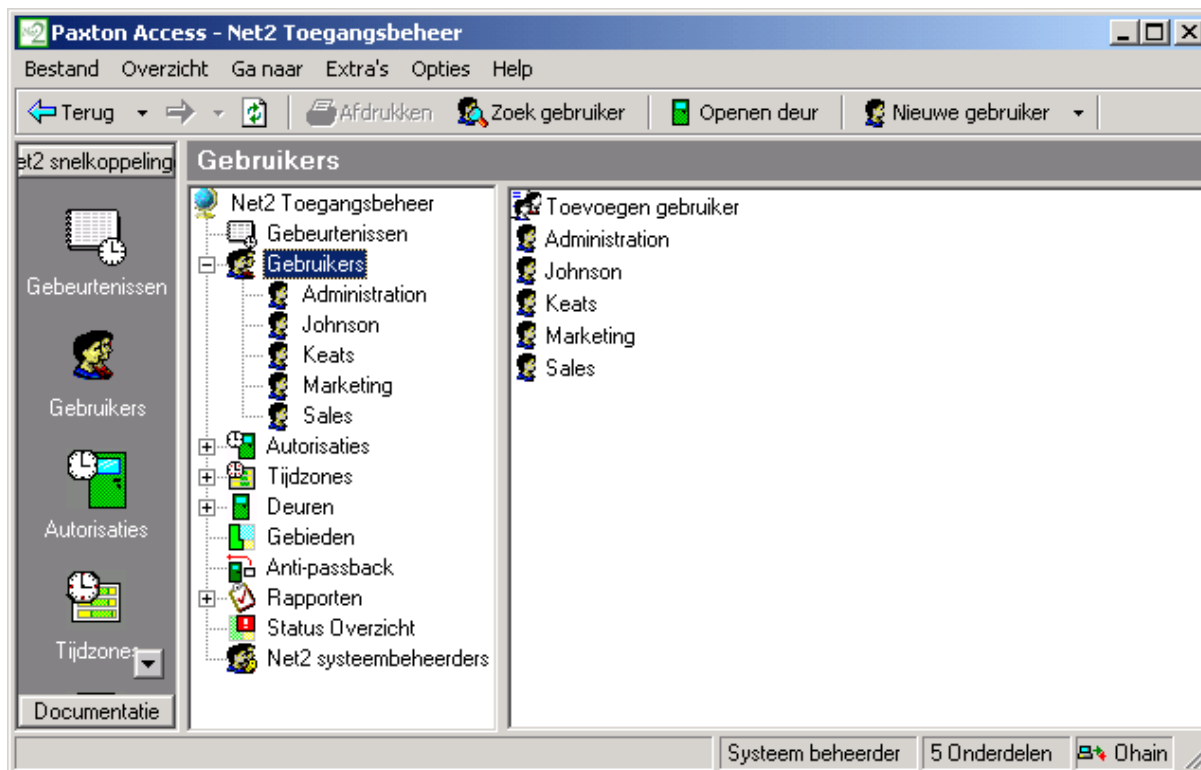 Paxton Access - Net2 Toegangsbeheer
Bestand Overzicht Ga naar Extra's Opties Help
Terug Afdrukken Zoek gebruiker Openen deur Nieuwe gebruiker
et2 snelkoppeling
Gebeurtenissen
Gebruikers
Autorisaties
Tijdzones
Documentatie
Gebruikers
Net2 Toegangsbeheer
Gebeurtenissen
Gebruikers
Administration
Johnson
Keats
Marketing
Sales
Autorisaties
Tijdzones
Deuren
Gebieden
Anti-passback
Rapporten
Status Overzicht
Net2 systeembeheerders
Toevoegen gebruiker
Administration
Johnson
Keats
Marketing
Sales
Systeem beheerder 5 Onderdelen Ohain